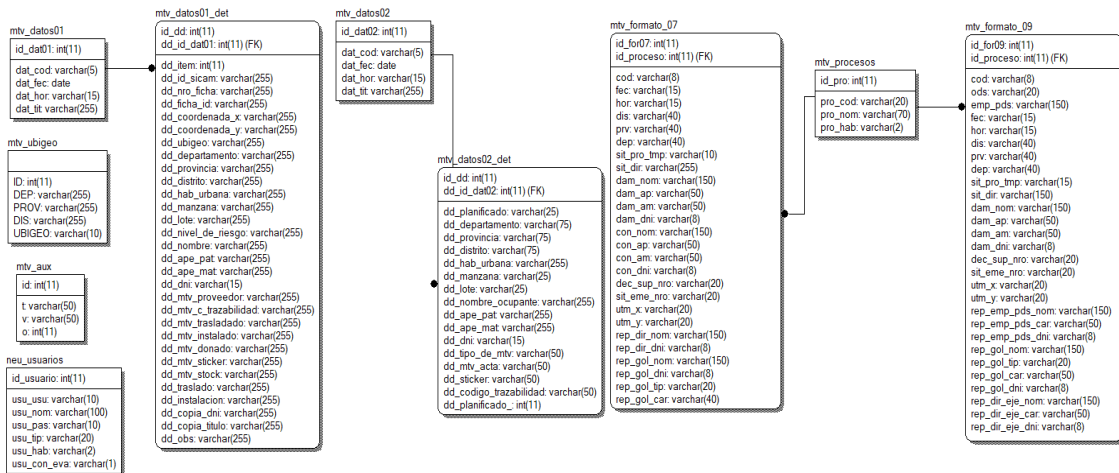 mtv_datos01
id_dat01: int(11)
dat_cod: varchar(5)
dat_fec: date
dat_hor: varchar(15)
dat_tit: varchar(255)
mtv_ubigeo
ID: int(11)
DEP: varchar(255)
PROV: varchar(255)
DIS: varchar(255)
UBIGEO: varchar(10)
mtv_aux
id: int(11)
t: varchar(50)
v: varchar(50)
o: int(11)
neu_usuarios
id_usuario: int(11)
usu_usu: varchar(10)
usu_nom: varchar(100)
usu_pas: varchar(10)
usu_tip: varchar(20)
usu_hab: varchar(2)
usu_con_eva: varchar(1)
mtv_datos01_det
id_dd: int(11)
dd_id_dat01: int(11) (FK)
dd_item: int(11)
dd_id_sicam: varchar(255)
dd_nro_ficha: varchar(255)
dd_ficha_id: varchar(255)
dd_coordenada_x: varchar(255)
dd_coordenada_y: varchar(255)
dd_ubigeo: varchar(255)
dd_departamento: varchar(255)
dd_provincia: varchar(255)
dd_distrito: varchar(255)
dd_hab_urbana: varchar(255)
dd_manzana: varchar(255)
dd_lote: varchar(255)
dd_nivel_de_riesgo: varchar(255)
dd_nombre: varchar(255)
dd_ape_pat: varchar(255)
dd_ape_mat: varchar(255)
dd_dni: varchar(15)
dd_mtv_proveedor: varchar(255)
dd_mtv_c_trazabilidad: varchar(255)
dd_mtv_trasladado: varchar(255)
dd_mtv_instalado: varchar(255)
dd_mtv_donado: varchar(255)
dd_mtv_sticker: varchar(255)
dd_mtv_stock: varchar(255)
dd_traslado: varchar(255)
dd_instalacion: varchar(255)
dd_copia_dni: varchar(255)
dd_copia_titulo: varchar(255)
dd_obs: varchar(255)
mtv_datos02
id_dat02: int(11)
dat_cod: varchar(5)
dat_fec: date
dat_hor: varchar(15)
dat_tit: varchar(255)
mtv_datos02_det
id_dd: int(11)
dd_id_dat02: int(11) (FK)
dd_planificado: varchar(25)
dd_departamento: varchar(75)
dd_provincia: varchar(75)
dd_distrito: varchar(75)
dd_hab_urbana: varchar(255)
dd_manzana: varchar(25)
dd_lote: varchar(25)
dd_nombre_ocupante: varchar(255)
dd_ape_pat: varchar(255)
dd_ape_mat: varchar(255)
dd_dni: varchar(15)
dd_tipo_de_mtv: varchar(50)
dd_mtv_acta: varchar(50)
dd_sticker: varchar(50)
dd_codigo_trazabilidad: varchar(50)
dd_planificado_: int(11)
mtv_formato_07
id_for07: int(11)
id_proceso: int(11) (FK)
cod: varchar(8)
fec: varchar(15)
hor: varchar(15)
dis: varchar(40)
prv: varchar(40)
dep: varchar(40)
sit_pro_tmp: varchar(10)
sit_dir: varchar(255)
dam_nom: varchar(150)
dam_ap: varchar(50)
dam_am: varchar(50)
dam_dni: varchar(8)
con_nom: varchar(150)
con_ap: varchar(50)
con_am: varchar(50)
con_dni: varchar(8)
dec_sup_nro: varchar(20)
sit_eme_nro: varchar(20)
utm_x: varchar(20)
utm_y: varchar(20)
rep_dir_nom: varchar(150)
rep_dir_dni: varchar(8)
rep_gol_nom: varchar(150)
rep_gol_dni: varchar(8)
rep_gol_tip: varchar(20)
rep_gol_car: varchar(40)
mtv_procesos
id_pro: int(11)
pro_cod: varchar(20)
pro_nom: varchar(70)
pro_hab: varchar(2)
mtv_formato_09
id_for09: int(11)
id_proceso: int(11) (FK)
cod: varchar(8)
ods: varchar(20)
emp_pds: varchar(150)
fec: varchar(15)
hor: varchar(15)
dis: varchar(40)
prv: varchar(40)
dep: varchar(40)
sit_pro_tmp: varchar(15)
sit_dir: varchar(150)
dam_nom: varchar(150)
dam_ap: varchar(50)
dam_am: varchar(50)
dam_dni: varchar(8)
dec_sup_nro: varchar(20)
sit_eme_nro: varchar(20)
utm_x: varchar(20)
utm_y: varchar(20)
rep_emp_pds_nom: varchar(150)
rep_emp_pds_car: varchar(50)
rep_emp_pds_dni: varchar(8)
rep_gol_nom: varchar(150)
rep_gol_tip: varchar(20)
rep_gol_car: varchar(50)
rep_gol_dni: varchar(8)
rep_dir_eje_nom: varchar(150)
rep_dir_eje_car: varchar(50)
rep_dir_eje_dni: varchar(8)